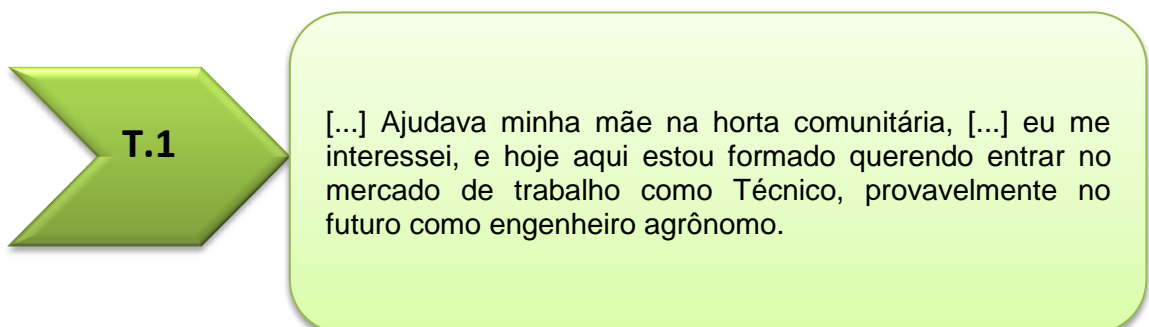 T.1
[...] Ajudava minha mãe na horta comunitária, [...] eu me
interessei, e hoje aqui estou formado querendo entrar no
mercado de trabalho como Técnico, provavelmente no
futuro como engenheiro agrônomo.